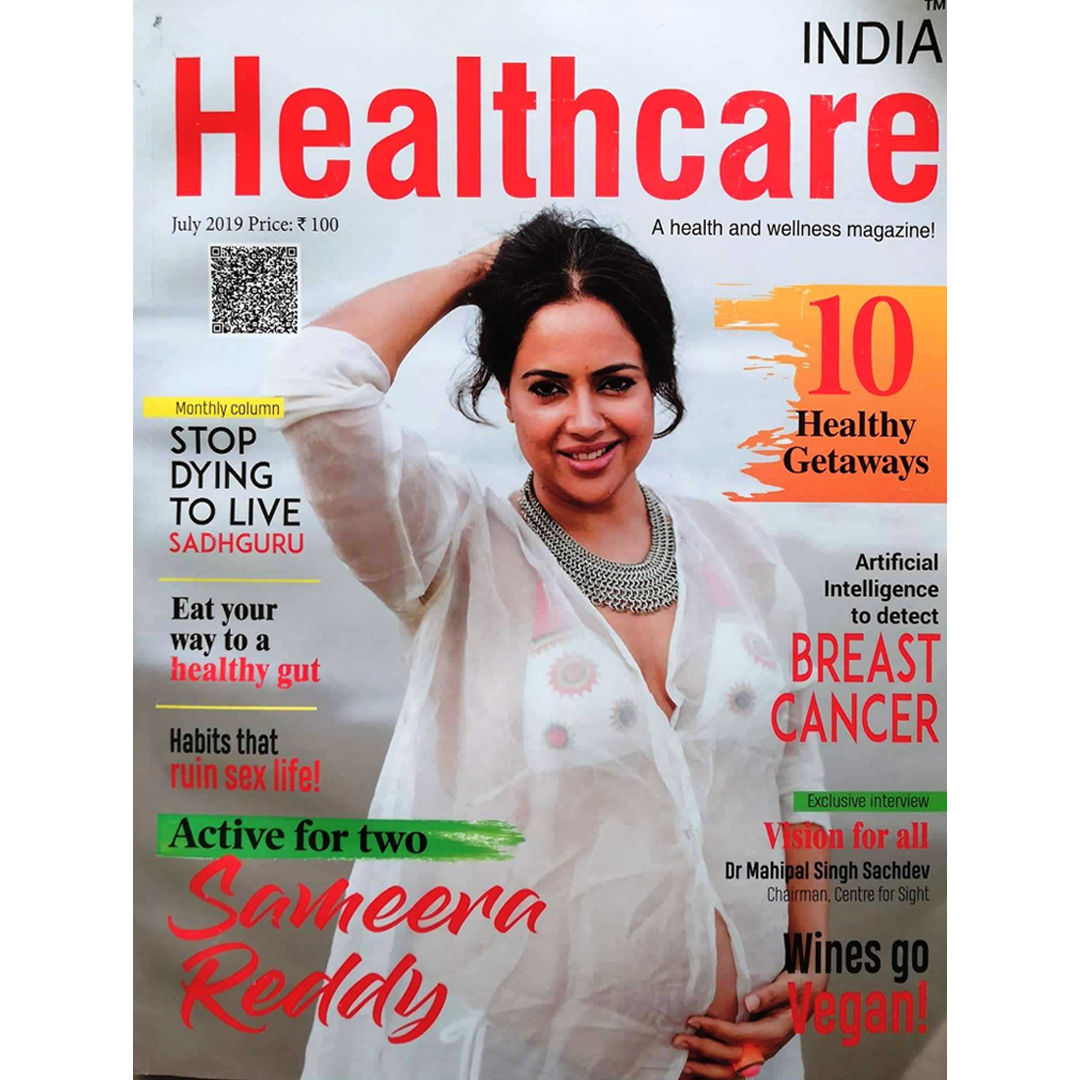 INDIA™
Healthcare
July 2019 Price: ₹ 100
A health and wellness magazine!
10
Healthy
Getaways
Monthly column
STOP
DYING
TO LIVE
SADHGURU
Eat your
way to a
healthy gut
Habits that
ruin sex life!
Active for two
Sameera
Reddy
Artificial
Intelligence
to detect
BREAST
CANCER
Exclusive interview
Vision for all
Dr Mahipal Singh Sachdev
Chairman, Centre for Sight
Wines go
Vegan!